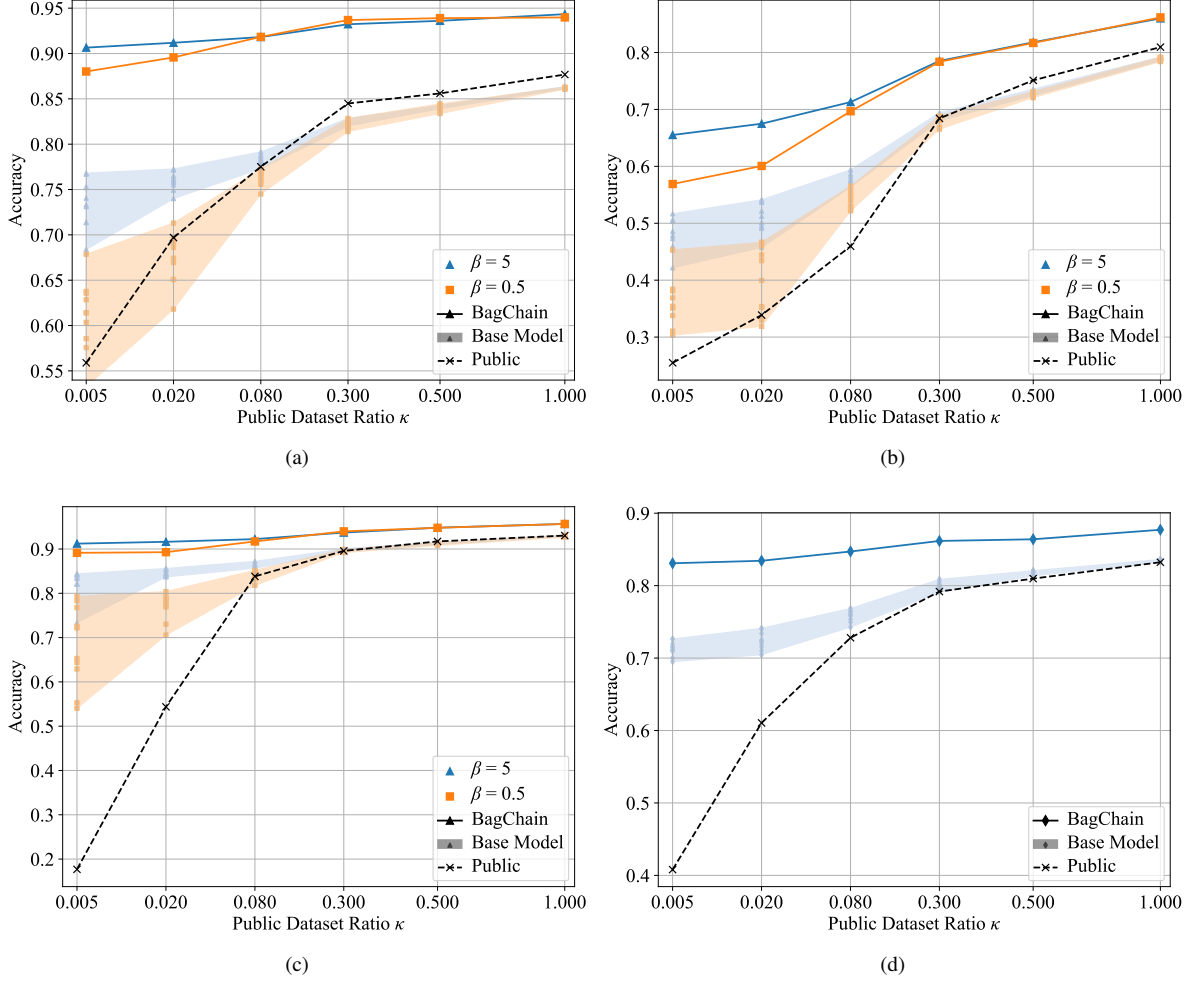 0.95
0.90
0.85
0.80
0.75
0.70
0.65
0.60
0.55
Accuracy
β = 5
β = 0.5
BagChain
Base Model
Public
0.005 0.020 0.080 0.300 0.500 1.000
Public Dataset Ratio κ
(a)
0.8
0.7
0.6
0.5
0.4
0.3
Accuracy
β = 5
β = 0.5
BagChain
Base Model
Public
0.005 0.020 0.080 0.300 0.500 1.000
Public Dataset Ratio κ
(b)
0.9
0.8
0.7
0.6
0.5
0.4
0.3
0.2
Accuracy
β = 5
β = 0.5
BagChain
Base Model
Public
0.005 0.020 0.080 0.300 0.500 1.000
Public Dataset Ratio κ
(c)
0.9
0.8
0.7
0.6
0.5
0.4
Accuracy
BagChain
Base Model
Public
0.005 0.020 0.080 0.300 0.500 1.000
Public Dataset Ratio κ
(d)